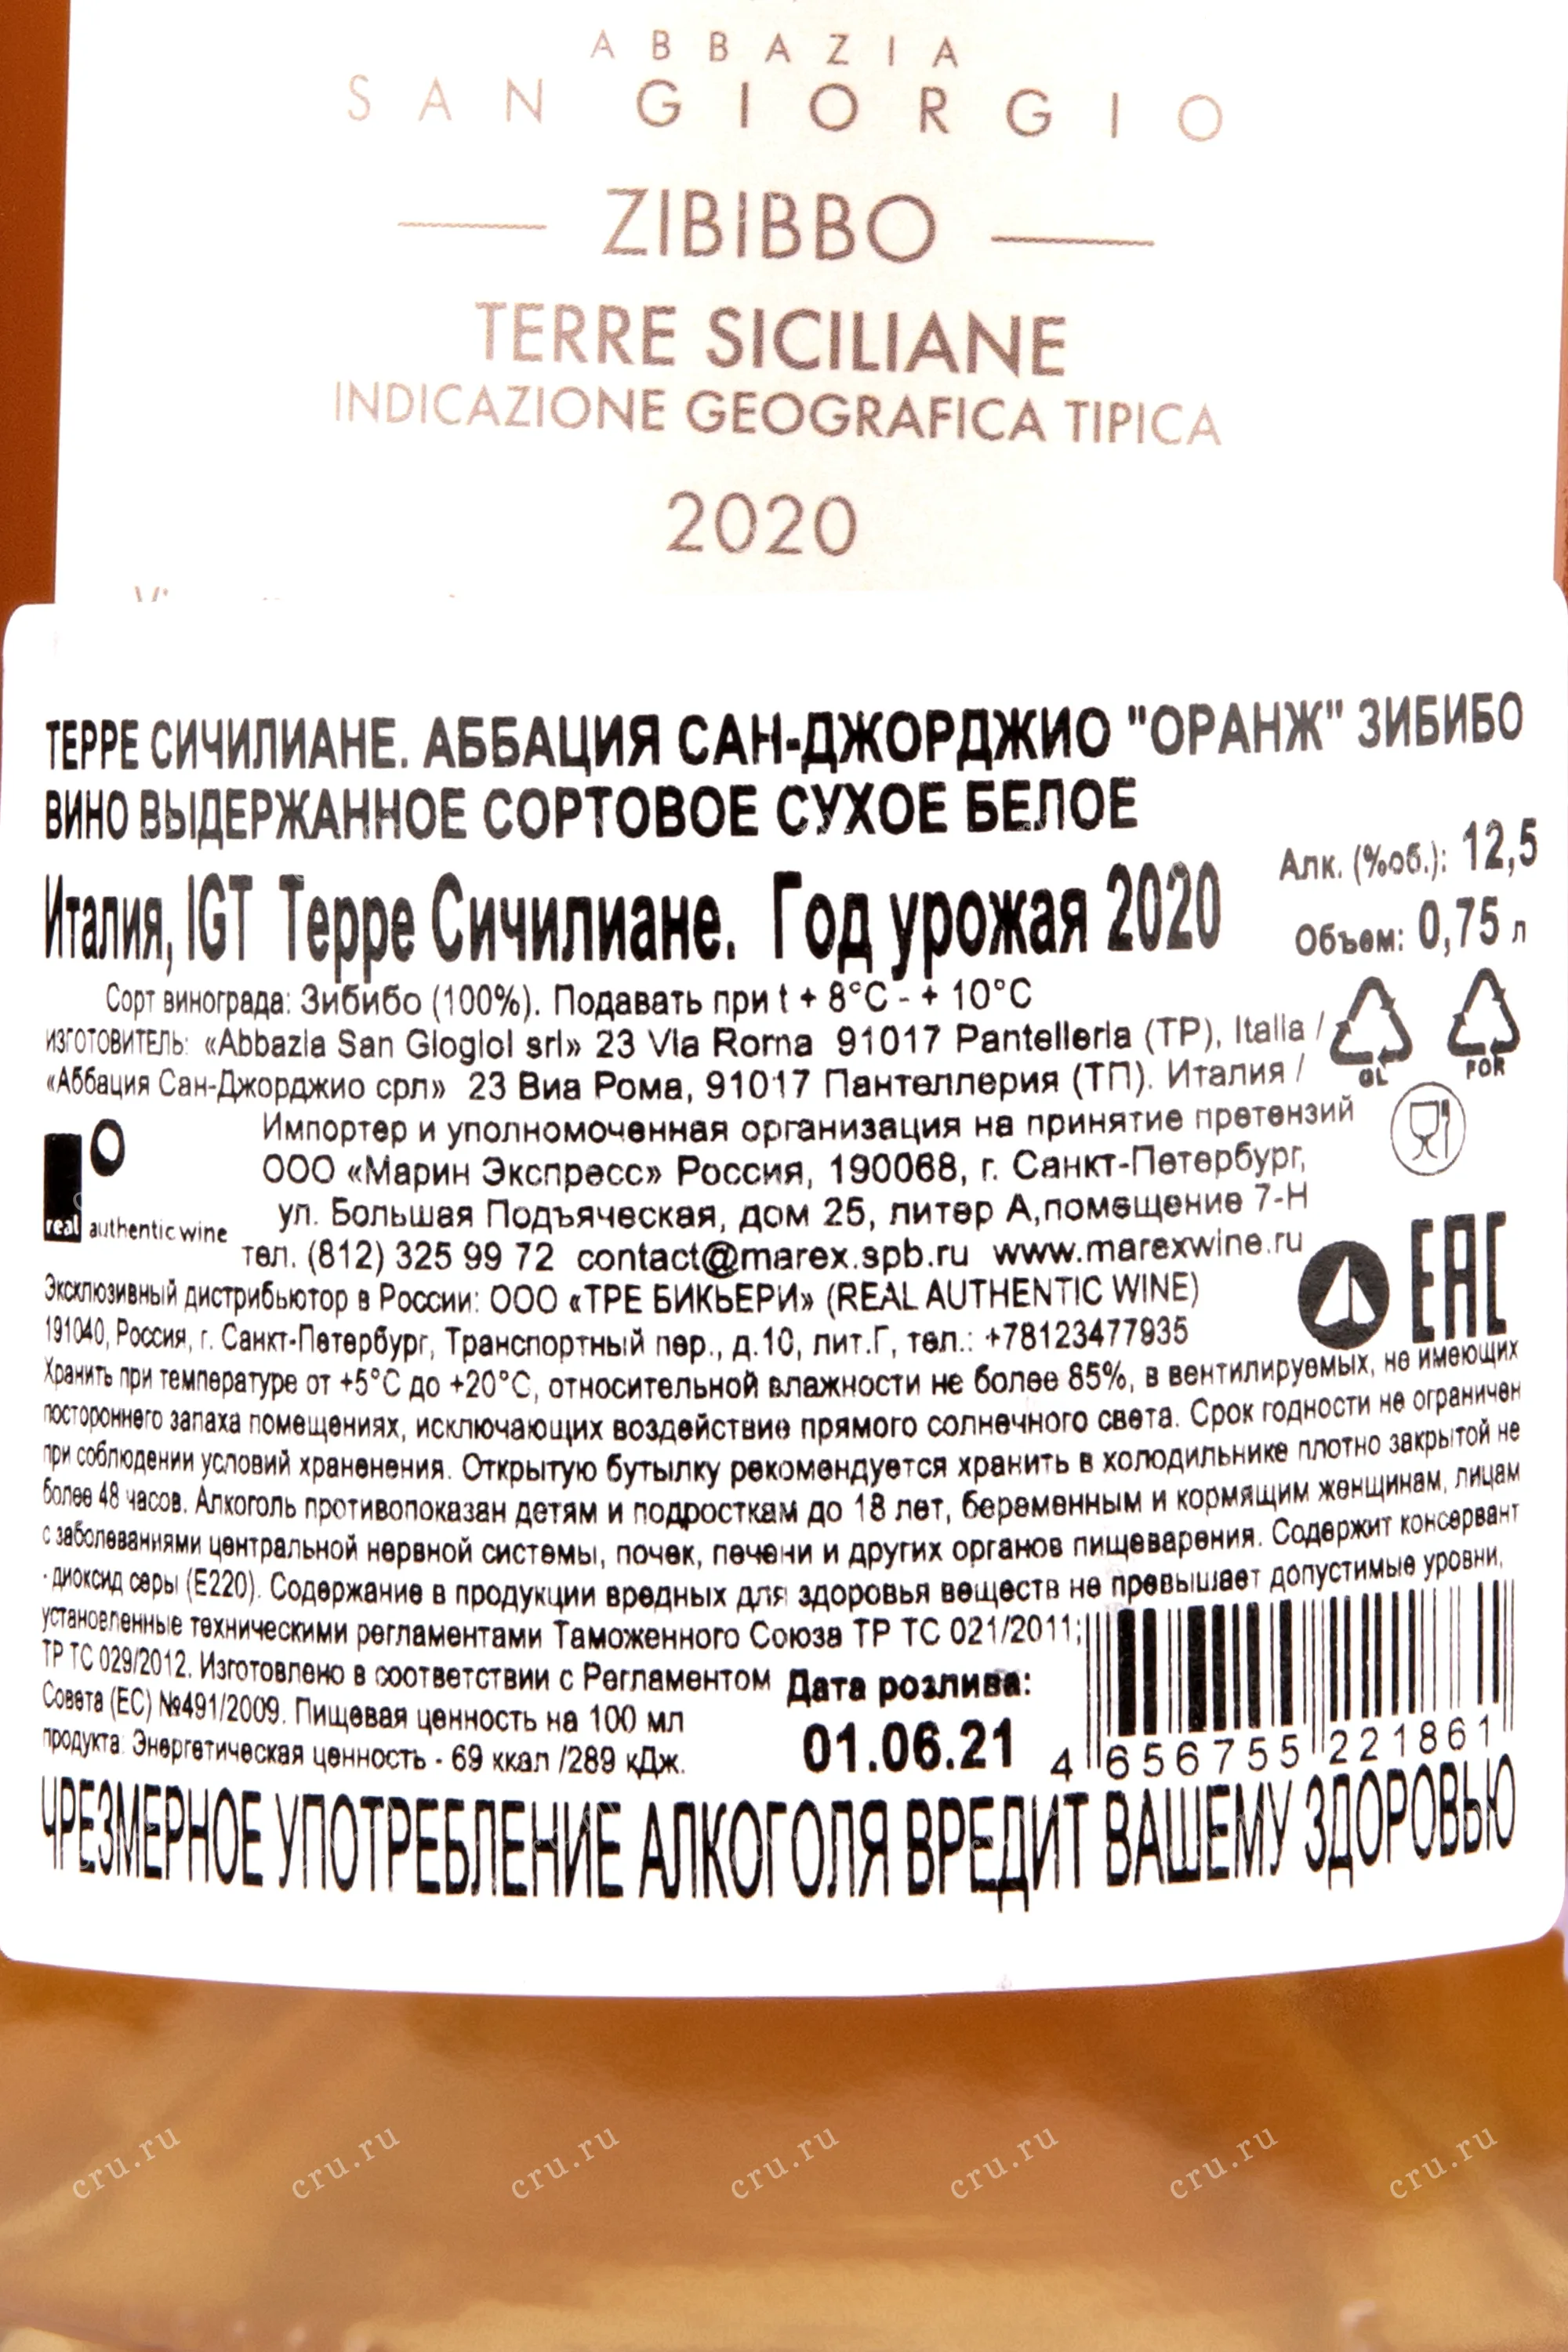 ABBAZIA
SAN GIORGIO
ZIBIBBO
TERRE SICILIANE
INDICAZIONE GEOGRAFICA TIPICA
2020
ТЕРРЕ СИЧИЛИАНЕ. АББАЦИЯ САН-ДЖОРДЖИО "ОРАНЖ" ЗИБИБО
ВИНО ВЫДЕРЖАННОЕ СОРТОВОЕ СУХОЕ БЕЛОЕ
Алк. (%об.): 12,5
Италия, IGT Терре Сичилиане. Год урожая 2020
Объем: 0,75 л
Сорт винограда: Зибибо (100%). Подавать при t + 8°C - + 10°C
изготовитель: «Abbazia San Giogiol srl» 23 Via Roma 91017 Pantelleria (TP), Italia /
«Аббация Сан-Джорджио срл» 23 Виа Рома, 91017 Пантеллерия (ТП). Италия /
GL FOR
Импортер и уполномоченная организация на принятие претензий
ООО «Марин Экспресс» Россия, 190068, г. Санкт-Петербург,
ул. Большая Подъяческая, дом 25, литер А,помещение 7-Н
real authentic wine
тел. (812) 325 99 72 contact@marex.spb.ru www.marexwine.ru
EAC
Эксклюзивный дистрибьютор в России: ООО «ТРЕ БИКЬЕРИ» (REAL AUTHENTIC WINE)
191040, Россия, г. Санкт-Петербург, Транспортный пер., д.10, лит.Г, тел.: +78123477935
Хранить при температуре от +5°C до +20°C, относительной влажности не более 85%, в вентилируемых, не имеющих
постороннего запаха помещениях, исключающих воздействие прямого солнечного света. Срок годности не ограничен
при соблюдении условий храненения. Открытую бутылку рекомендуется хранить в холодильнике плотно закрытой не
более 48 часов. Алкоголь противопоказан детям и подросткам до 18 лет, беременным и кормящим женщинам, лицам
с заболеваниями центральной нервной системы, почек, печени и других органов пищеварения. Содержит консервант
- диоксид серы (Е220). Содержание в продукции вредных для здоровья веществ не превышает допустимые уровни,
установленные техническими регламентами Таможенного Союза ТР ТС 021/2011;
ТР ТС 029/2012. Изготовлено в соответствии с Регламентом
Совета (ЕС) №491/2009. Пищевая ценность на 100 мл
продукта: Энергетическая ценность - 69 ккал /289 кДж.
Дата розлива:
01.06.21
4 656755 221861
ЧРЕЗМЕРНОЕ УПОТРЕБЛЕНИЕ АЛКОГОЛЯ ВРЕДИТ ВАШЕМУ ЗДОРОВЬЮ
cru.ru cru.ru cru.ru cru.ru cru.ru cru.ru cru.ru